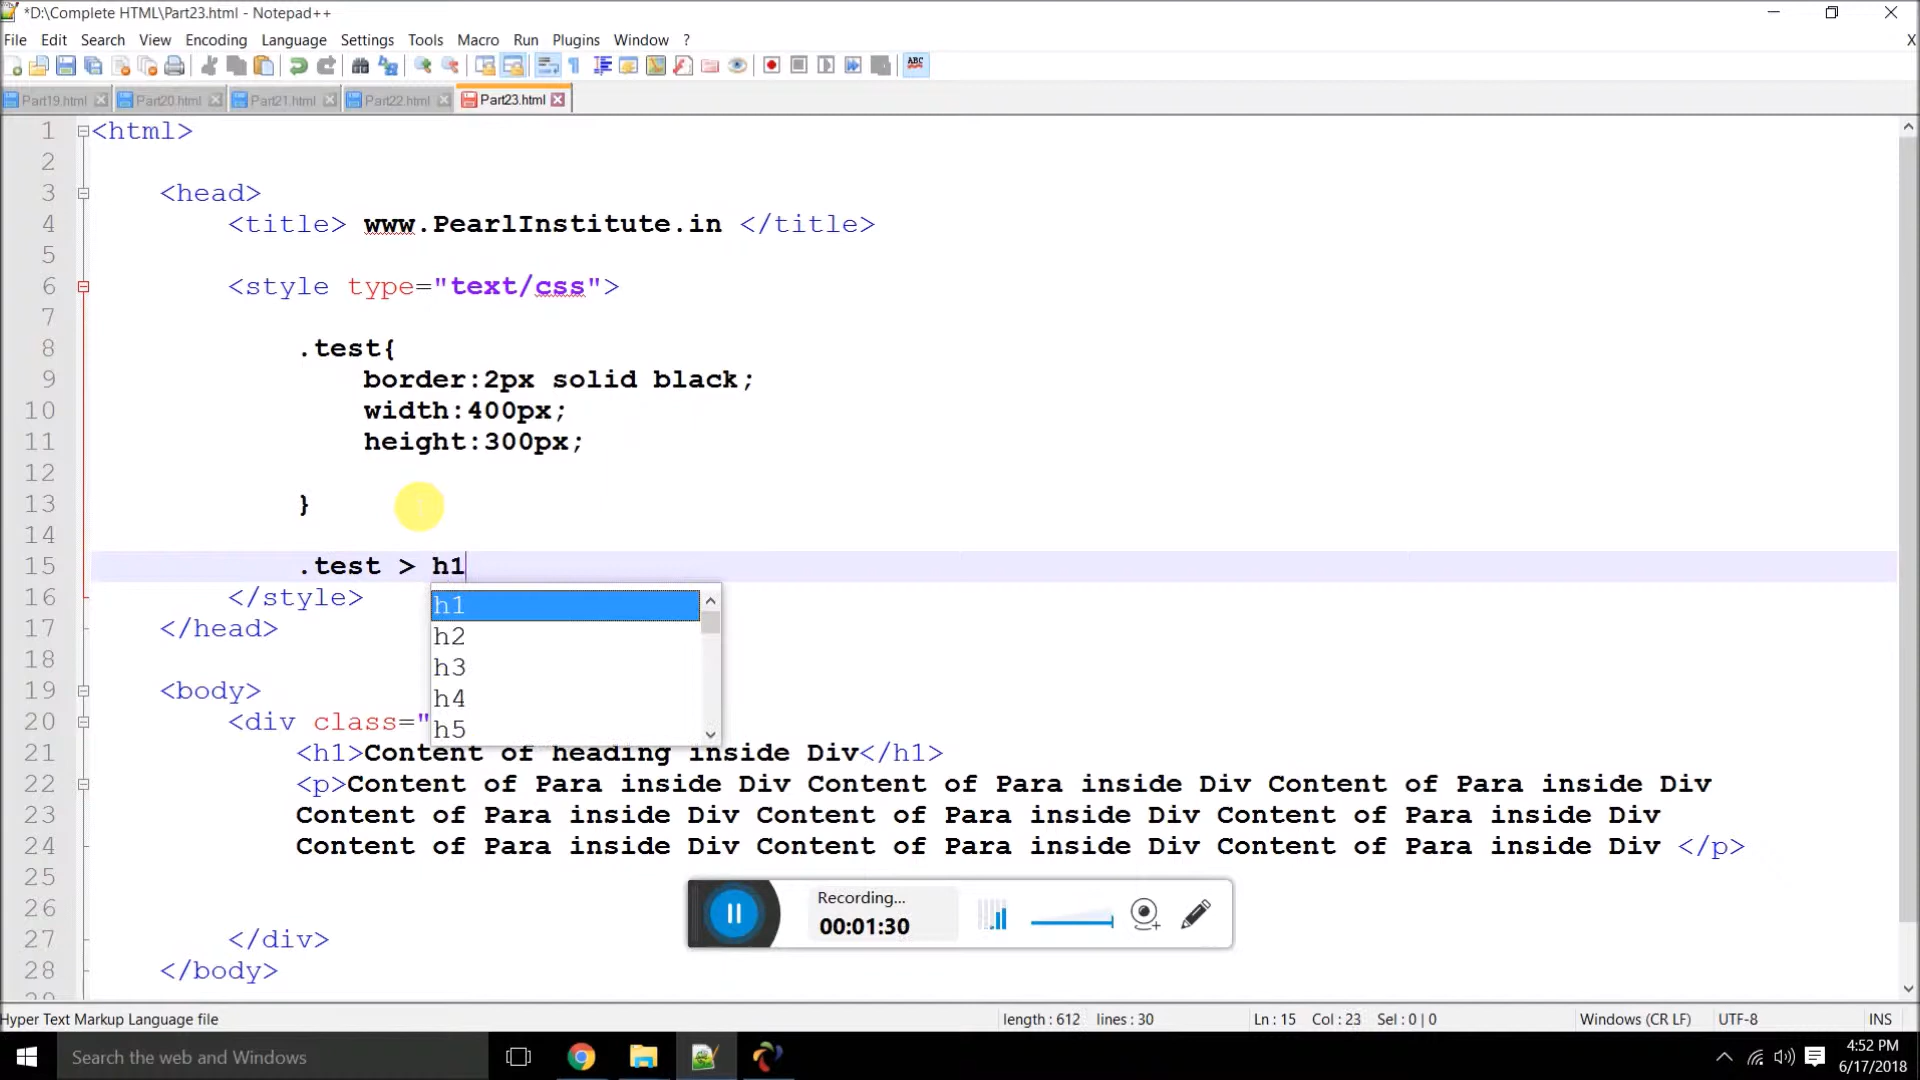 *D:\Complete HTML\Part23.html - Notepad++
File Edit Search View Encoding Language Settings Tools Macro Run Plugins Window ? X
ABC
Part19.html Part20.html Part21.html Part22.html Part23.html
1 <html>
2
3 <head>
4 <title> www.PearlInstitute.in </title>
5
6 <style type="text/css">
7
8 .test{
9 border:2px solid black;
10 width:400px;
11 height:300px;
12
13 }
14
15 .test > h1
16 </style>
h1
17 </head>
h2
18
h3
19 <body>
h4
20 <div class="
h5
21 <h1>Content of heading inside Div</h1>
22 <p>Content of Para inside Div Content of Para inside Div Content of Para inside Div
23 Content of Para inside Div Content of Para inside Div Content of Para inside Div
24 Content of Para inside Div Content of Para inside Div Content of Para inside Div </p>
25
26
Recording...
00:01:30
27 </div>
28 </body>
29
Hyper Text Markup Language file length : 612 lines : 30 Ln : 15 Col : 23 Sel : 0 | 0 Windows (CR LF) UTF-8 INS
Search the web and Windows
4:52 PM
6/17/2018